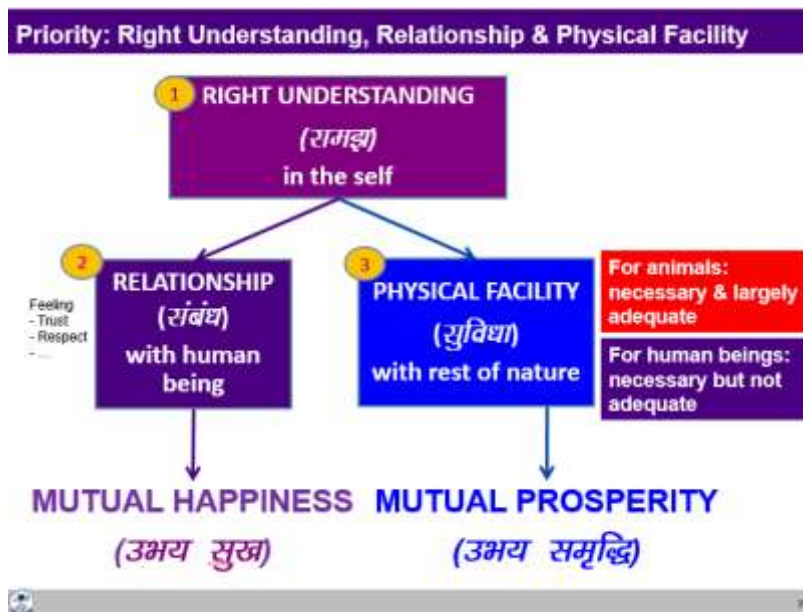 Priority: Right Understanding, Relationship & Physical Facility
1
RIGHT UNDERSTANDING
(समझ)
in the self
2
RELATIONSHIP
(संबंध)
with human
being
Feeling
- Trust
- Respect
- ...
3
PHYSICAL FACILITY
(सुविधा)
with rest of nature
For animals:
necessary & largely
adequate
For human beings:
necessary but not
adequate
MUTUAL HAPPINESS
(उभय सुख)
MUTUAL PROSPERITY
(उभय समृद्धि)